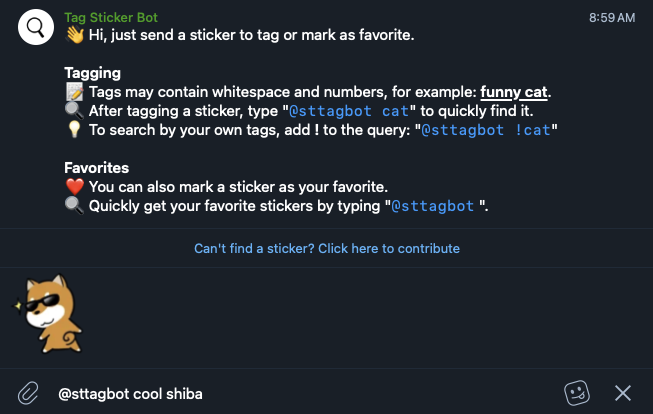 Tag Sticker Bot
8:59 AM
👋 Hi, just send a sticker to tag or mark as favorite.
Tagging
📝 Tags may contain whitespace and numbers, for example: funny cat.
🔍 After tagging a sticker, type "@sttagbot cat" to quickly find it.
💡 To search by your own tags, add ! to the query: "@sttagbot !cat"
Favorites
❤️ You can also mark a sticker as your favorite.
🔍 Quickly get your favorite stickers by typing "@sttagbot ".
Can't find a sticker? Click here to contribute
@sttagbot cool shiba